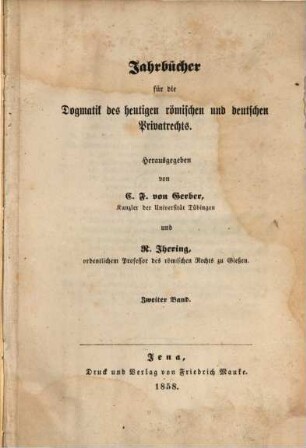 Jahrbücher
für die
Dogmatik des heutigen römischen und deutschen
Privatrechts.
Herausgegeben
von
C. F. von Gerber,
Kanzler der Universität Tübingen
und
R. Ihering,
ordentlichem Professor des römischen Rechts zu Gießen.
Zweiter Band.
Jena,
Druck und Verlag von Friedrich Mauke.
1858.